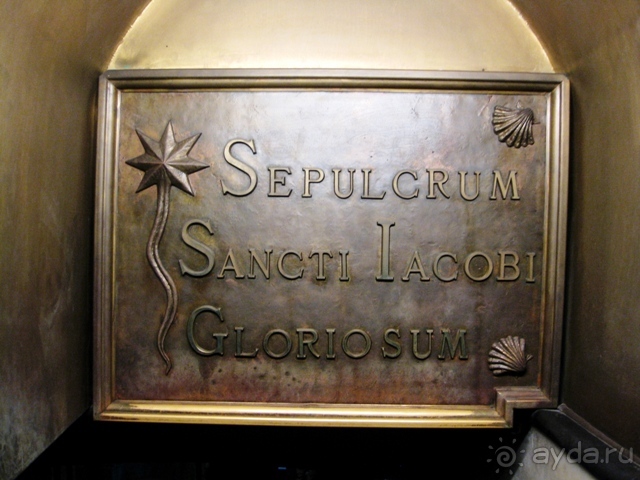 SEPULCRUM
SANCTI IACOBI
GLORIOSUM
ayda.ru